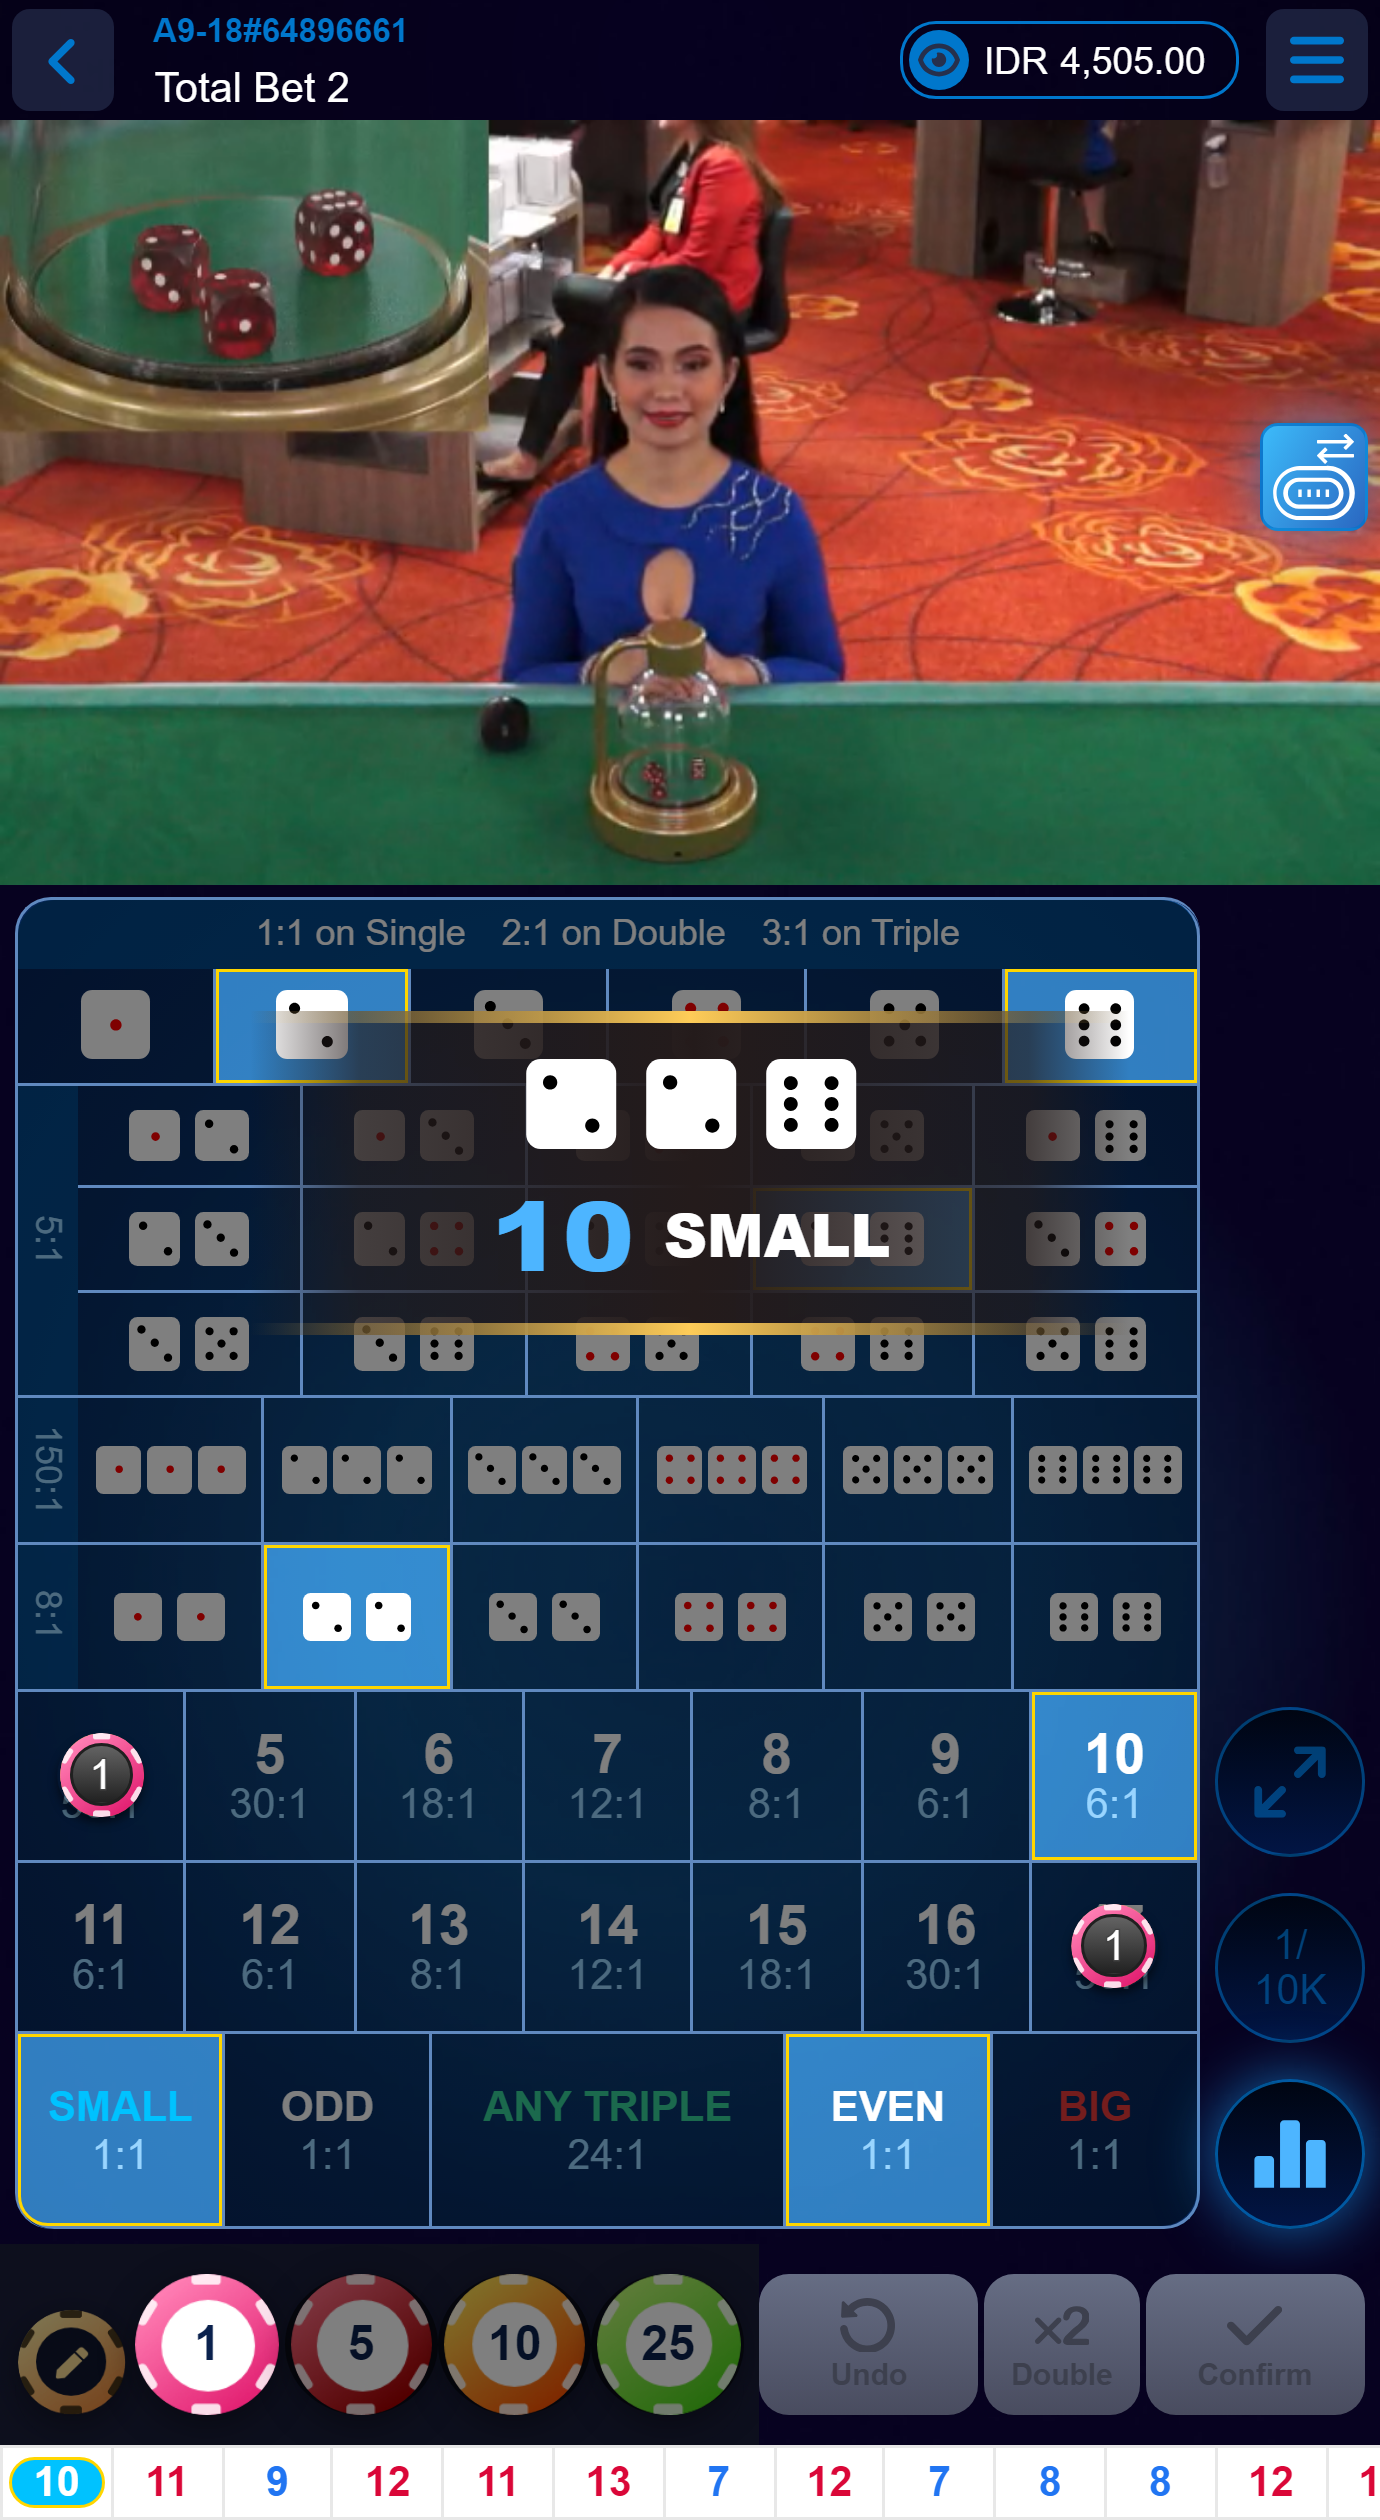 A9-18#64896661
Total Bet 2
IDR 4,505.00
1:1 on Single 2:1 on Double 3:1 on Triple
10 SMALL
5:1
150:1
8:1
1 5 6 7 8 9 10
30:1 18:1 12:1 8:1 6:1 6:1
11 12 13 14 15 16 1
6:1 6:1 8:1 12:1 18:1 30:1
1/
10K
SMALL ODD ANY TRIPLE EVEN BIG
1:1 1:1 24:1 1:1 1:1
1 5 10 25
x2
Undo Double Confirm
10 11 9 12 11 13 7 12 7 8 8 12